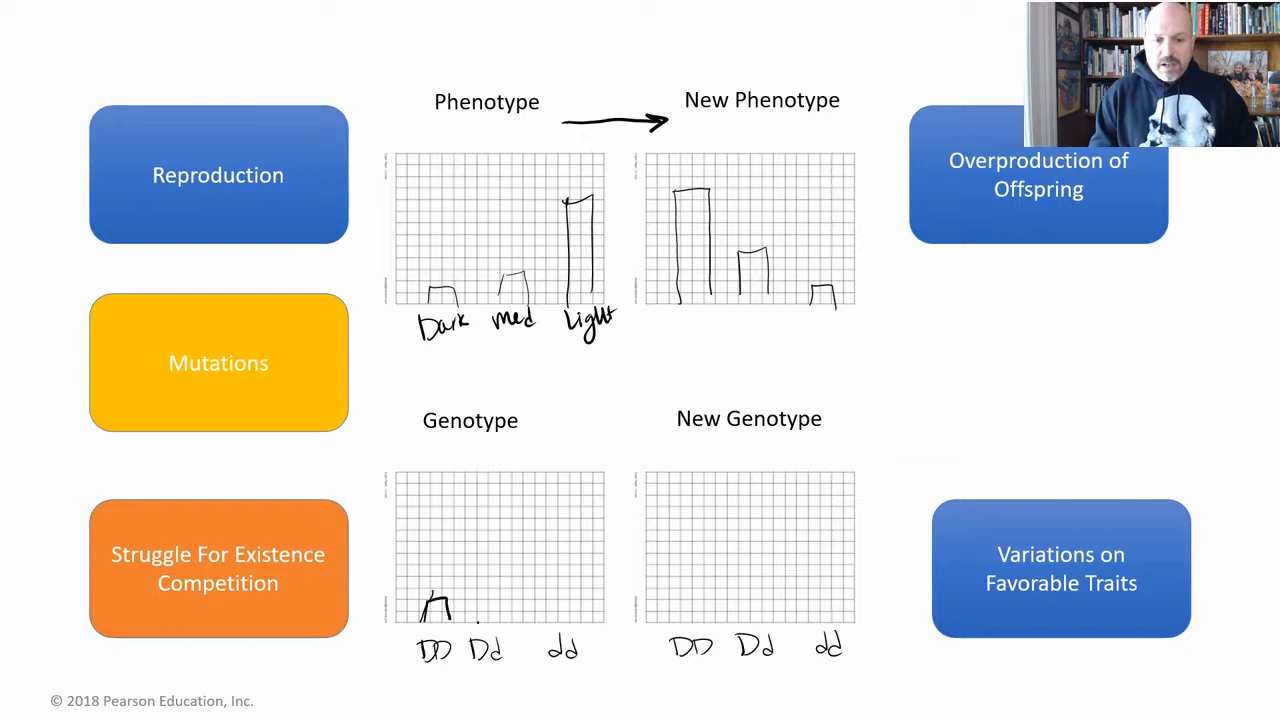 Phenotype
New Phenotype
Reproduction
Overproduction of
Offspring
Dark med Light
Mutations
Genotype
New Genotype
Struggle For Existence
Competition
Variations on
Favorable Traits
DD Dd dd
DD Dd dd
© 2018 Pearson Education, Inc.